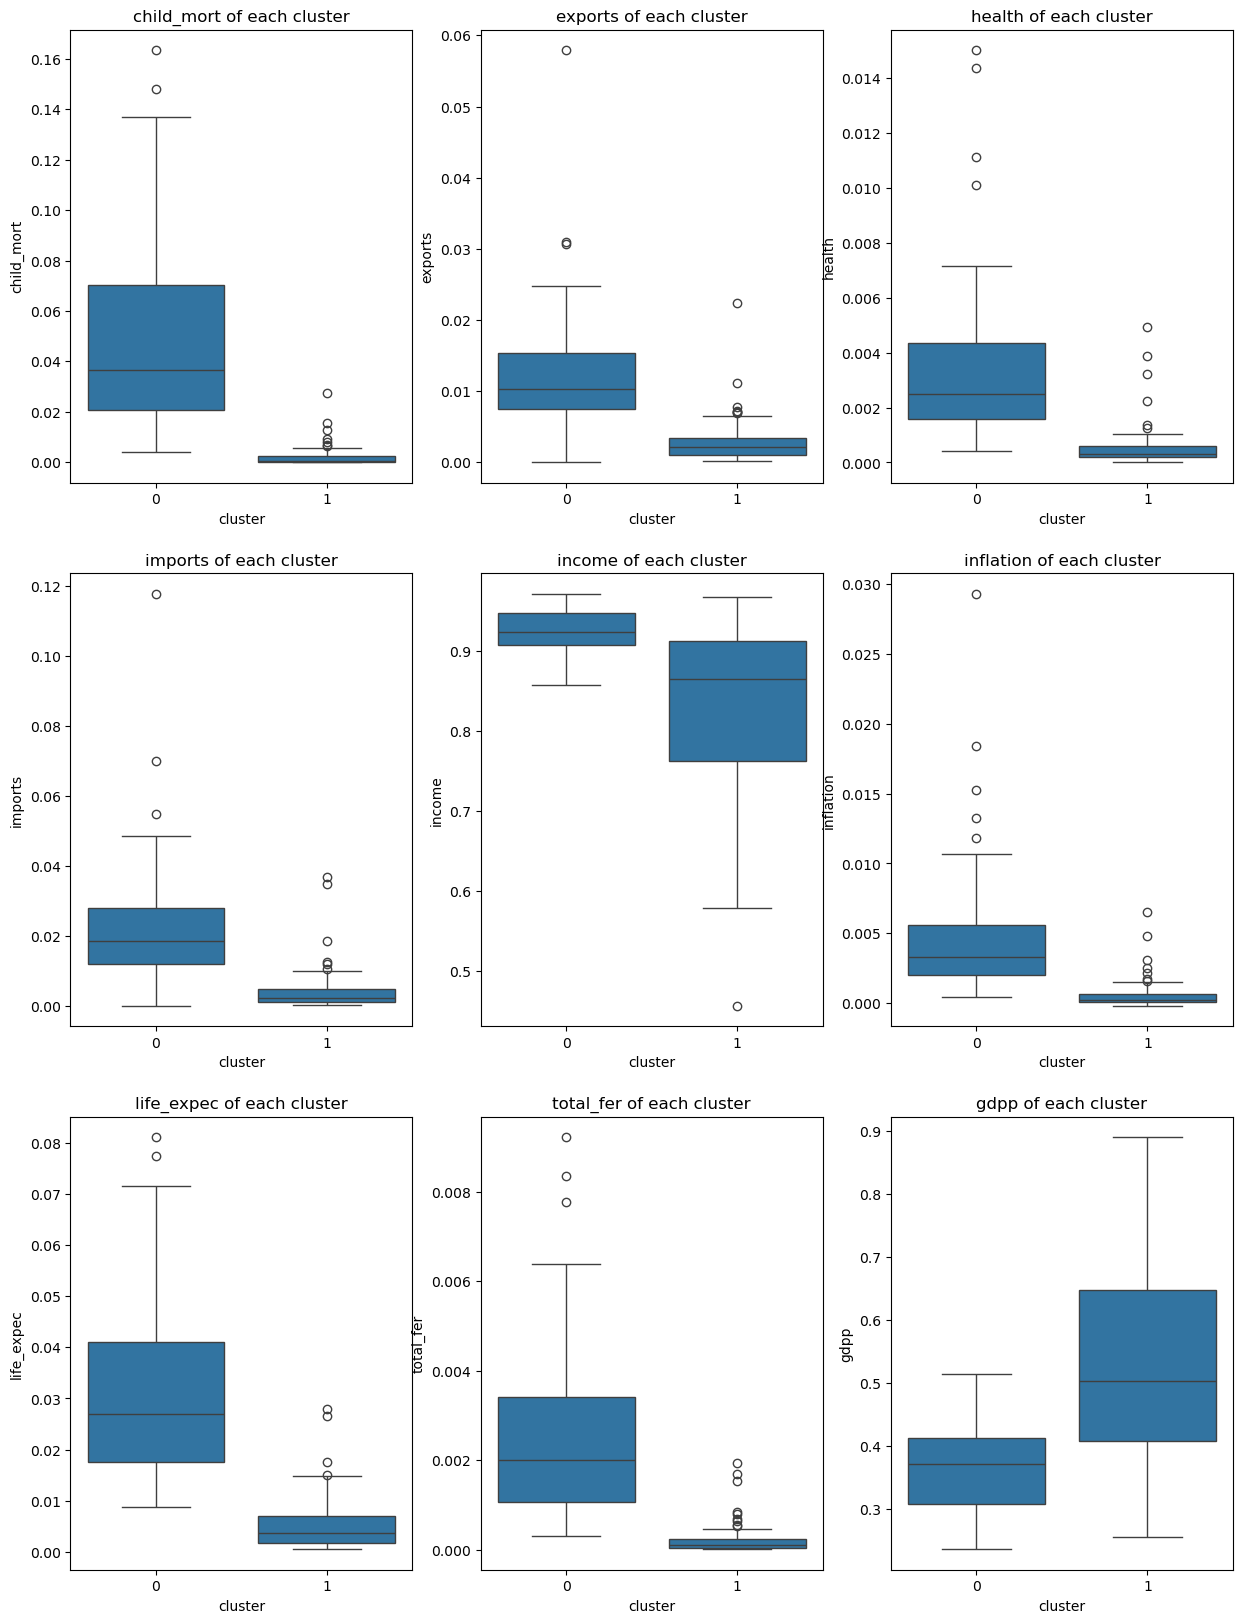 child_mort of each cluster
child_mort
0.16
0.14
0.12
0.10
0.08
0.06
0.04
0.02
0.00
0 1
cluster
exports of each cluster
exports
0.06
0.05
0.04
0.03
0.02
0.01
0.00
0 1
cluster
health of each cluster
health
0.014
0.012
0.010
0.008
0.006
0.004
0.002
0.000
0 1
cluster
imports of each cluster
imports
0.12
0.10
0.08
0.06
0.04
0.02
0.00
0 1
cluster
income of each cluster
income
0.9
0.8
0.7
0.6
0.5
0 1
cluster
inflation of each cluster
inflation
0.030
0.025
0.020
0.015
0.010
0.005
0.000
0 1
cluster
life_expec of each cluster
life_expec
0.08
0.07
0.06
0.05
0.04
0.03
0.02
0.01
0.00
0 1
cluster
total_fer of each cluster
total_fer
0.008
0.006
0.004
0.002
0.000
0 1
cluster
gdpp of each cluster
gdpp
0.9
0.8
0.7
0.6
0.5
0.4
0.3
0 1
cluster